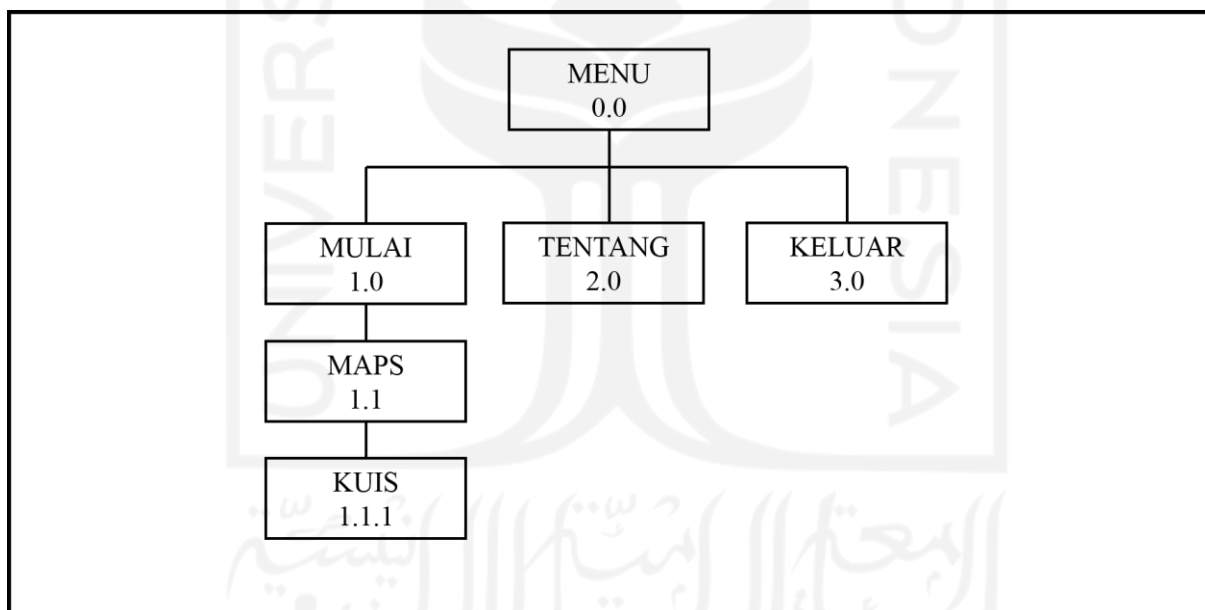 MENU
0.0
MULAI
1.0
TENTANG
2.0
KELUAR
3.0
MAPS
1.1
KUIS
1.1.1